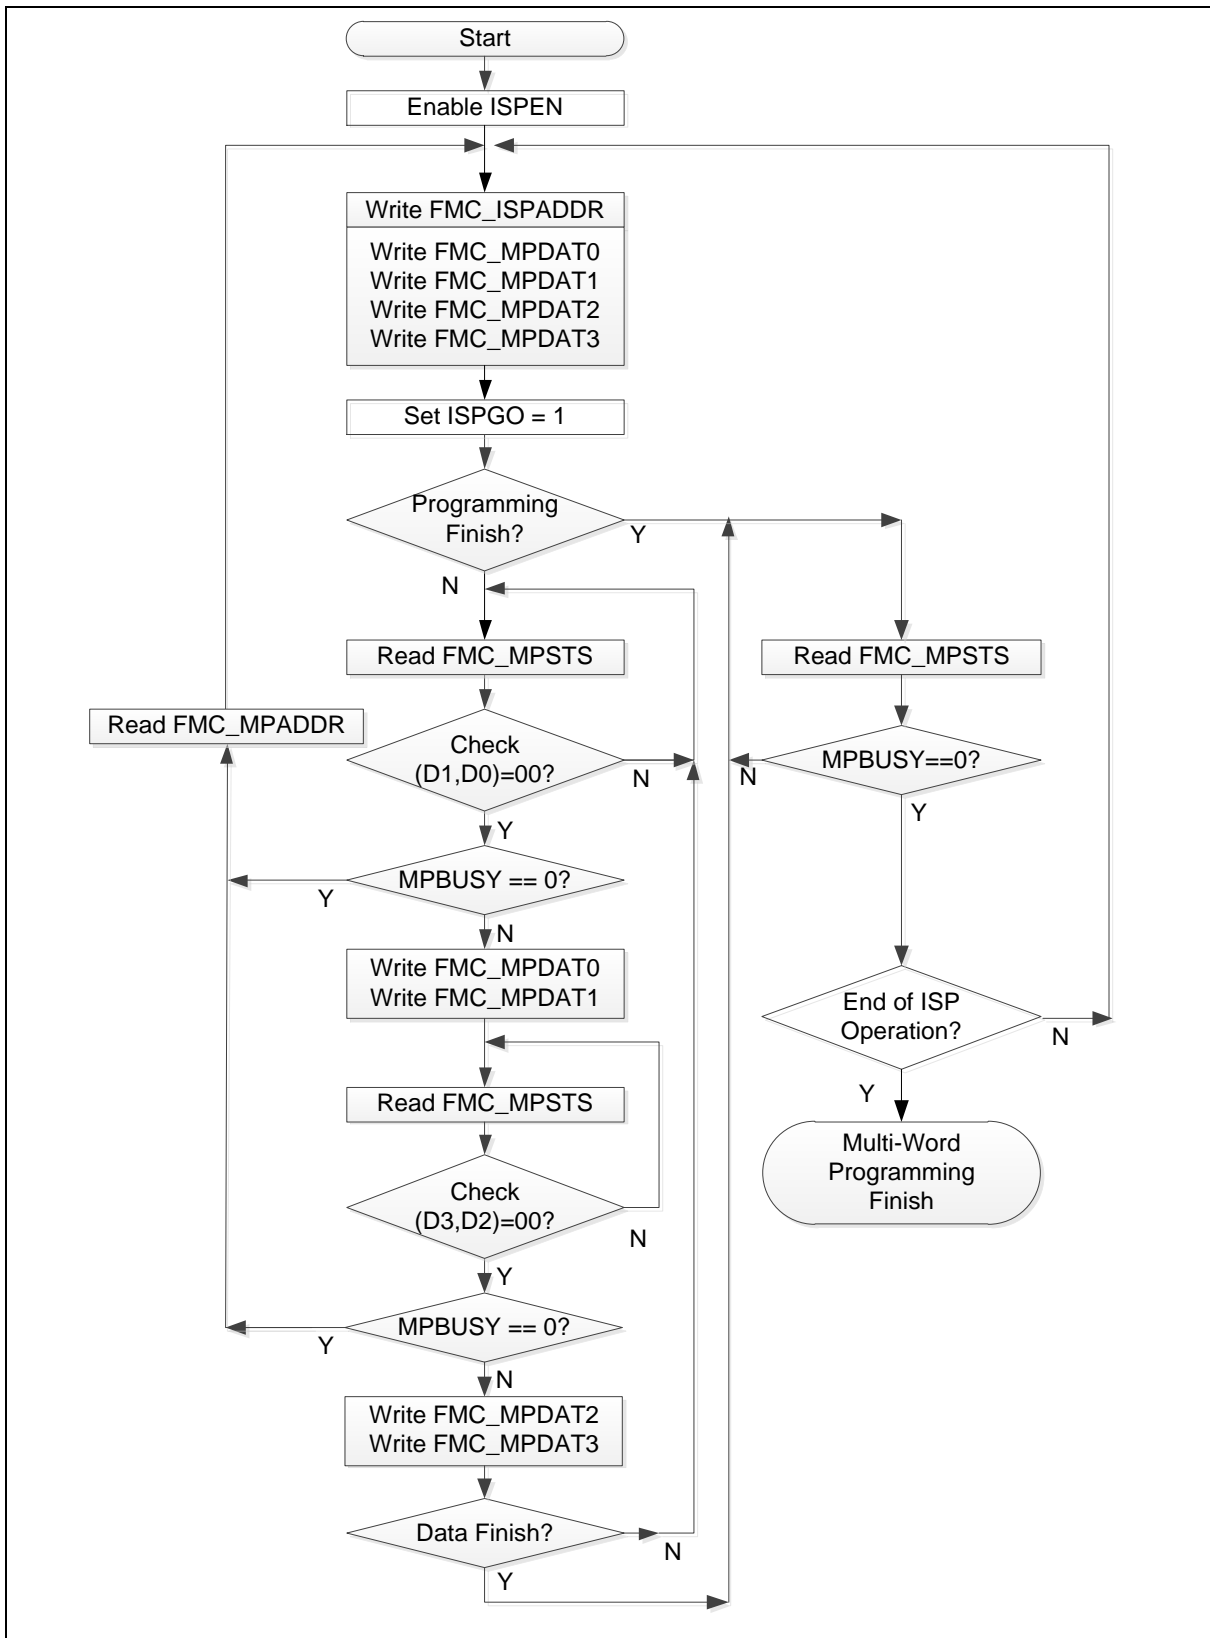 Start
Enable ISPEN
Write FMC_ISPADDR
Write FMC_MPDAT0
Write FMC_MPDAT1
Write FMC_MPDAT2
Write FMC_MPDAT3
Set ISPGO = 1
Programming
Finish?
Y
N
Read FMC_MPSTS
Read FMC_MPSTS
Read FMC_MPADDR
Check
(D1,D0)=00?
N
MPBUSY==0?
N
Y
Y
MPBUSY == 0?
Y
N
Write FMC_MPDAT0
Write FMC_MPDAT1
End of ISP
Operation?
N
Y
Read FMC_MPSTS
Multi-Word
Programming
Finish
Check
(D3,D2)=00?
N
Y
MPBUSY == 0?
Y
N
Write FMC_MPDAT2
Write FMC_MPDAT3
Data Finish?
N
Y